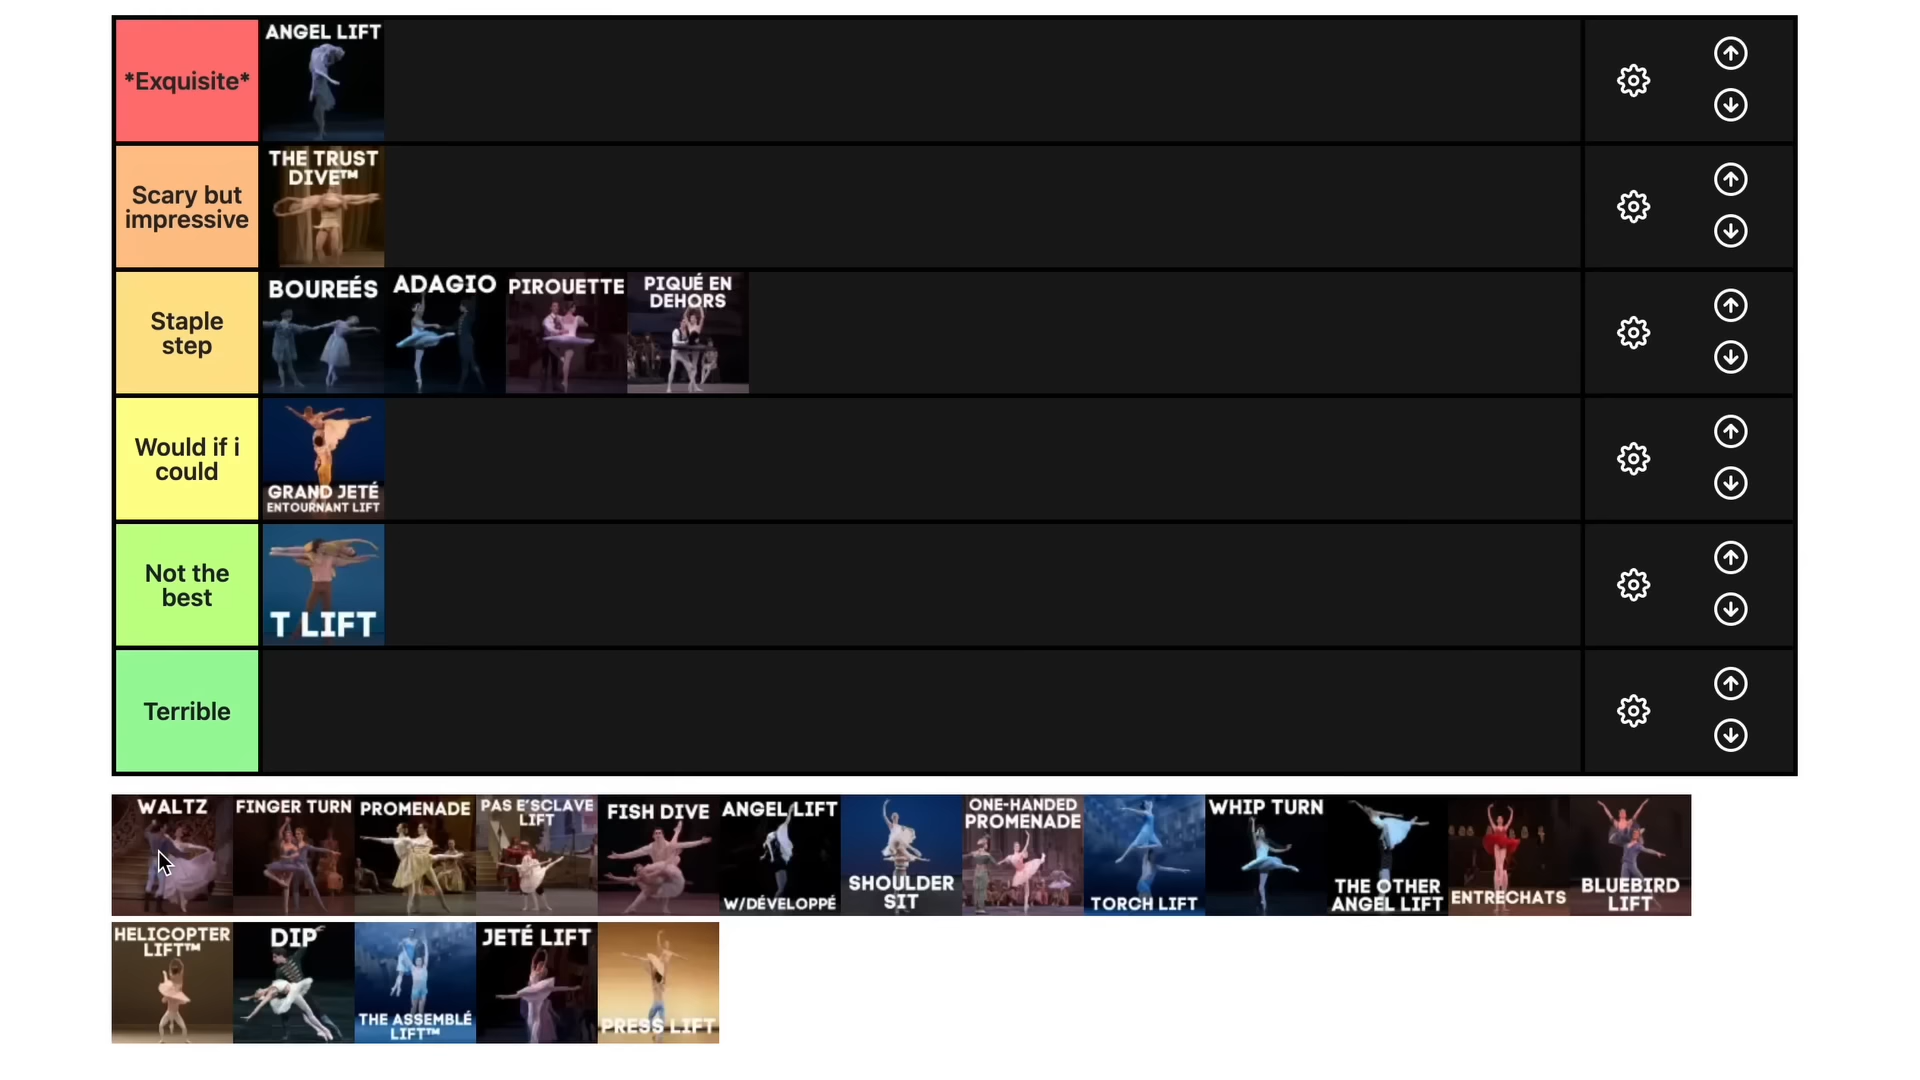 *Exquisite*
ANGEL LIFT
Scary but
impressive
THE TRUST
DIVE™
Staple
step
BOUREÉS
ADAGIO
PIROUETTE
PIQUÉ EN
DEHORS
Would if i
could
GRAND JETÉ
ENTOURNANT LIFT
Not the
best
T LIFT
Terrible
WALTZ
FINGER TURN
PROMENADE
PAS E'SCLAVE
LIFT
FISH DIVE
ANGEL LIFT
W/DÉVELOPPÉ
SHOULDER
SIT
ONE-HANDED
PROMENADE
TORCH LIFT
WHIP TURN
THE OTHER
ANGEL LIFT
ENTRECHATS
BLUEBIRD
LIFT
HELICOPTER
LIFT™
DIP
THE ASSEMBLÉ
LIFT™
JETÉ LIFT
PRESS LIFT